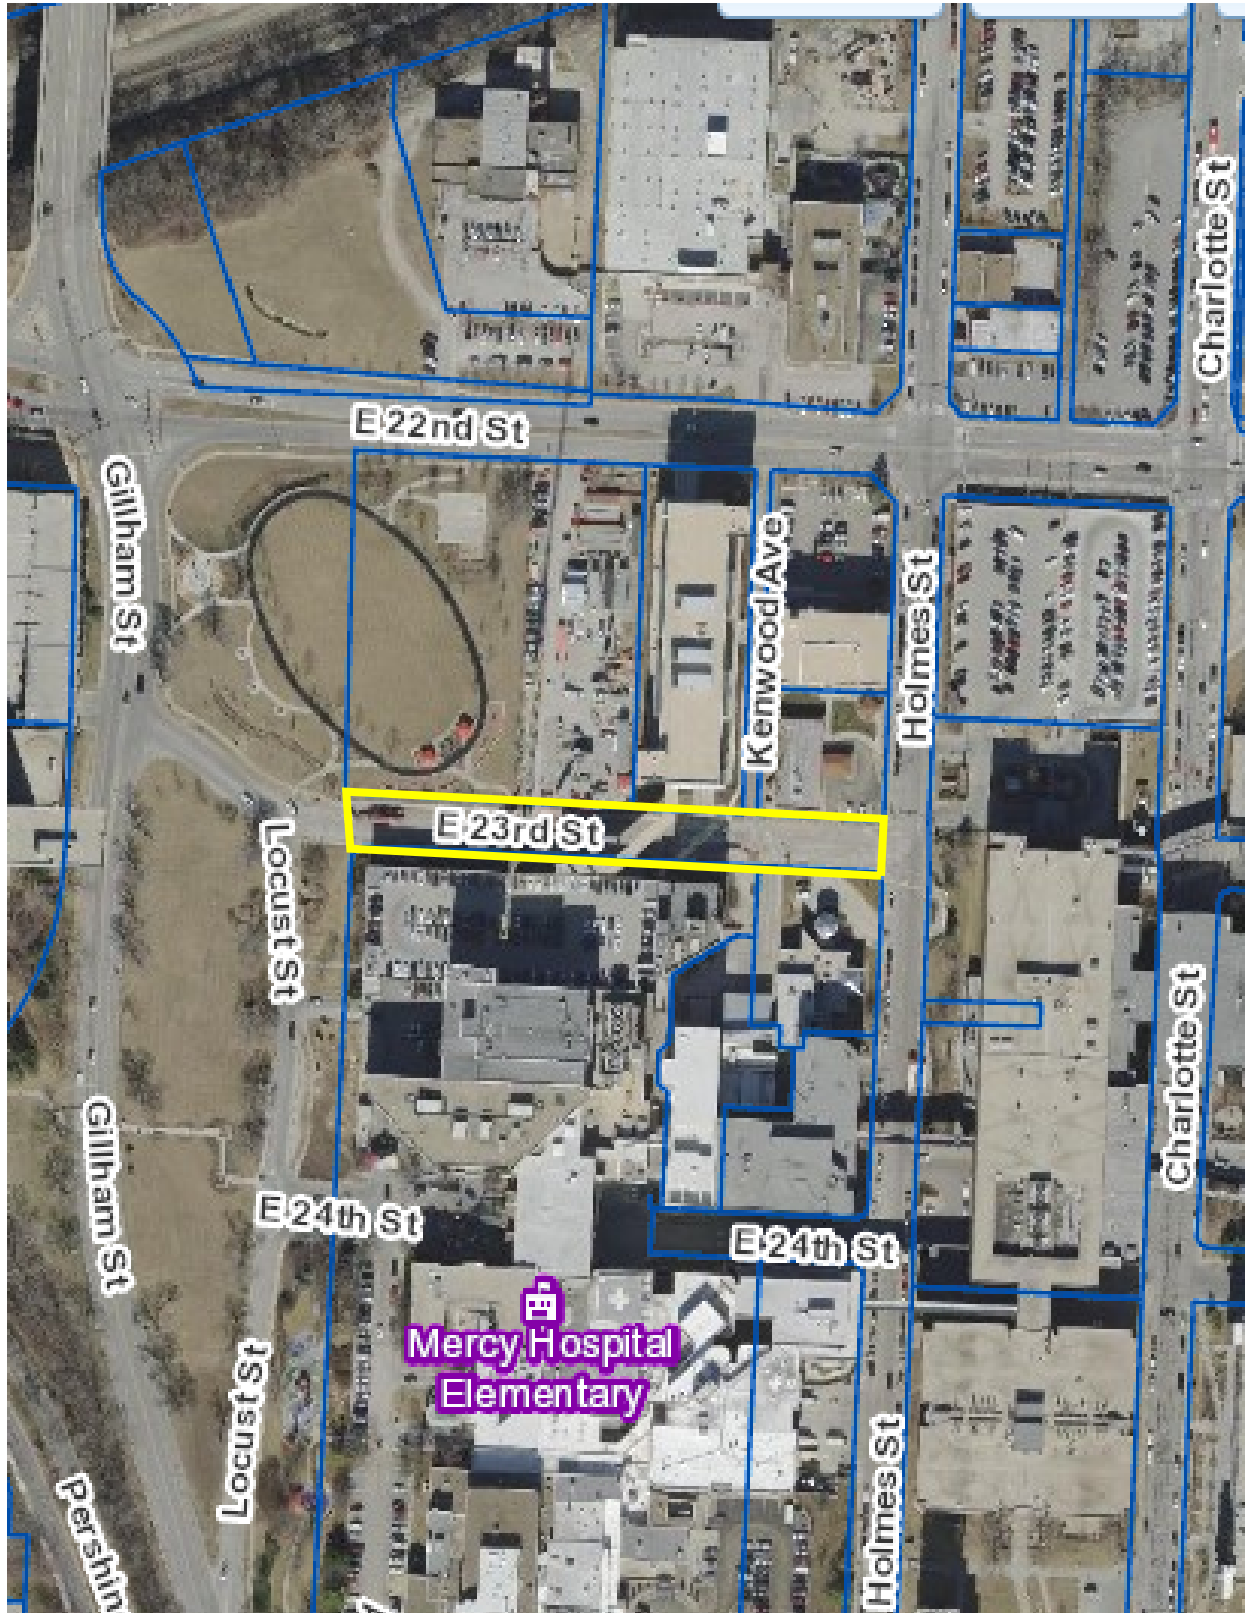 Charlotte St
E 22nd St
Gillham St
Kenwood Ave
Holmes St
E 23rd St
Locust St
Charlotte St
Gillham St
E 24th St
E 24th St
Mercy Hospital
Elementary
Locust St
Holmes St
Pershin